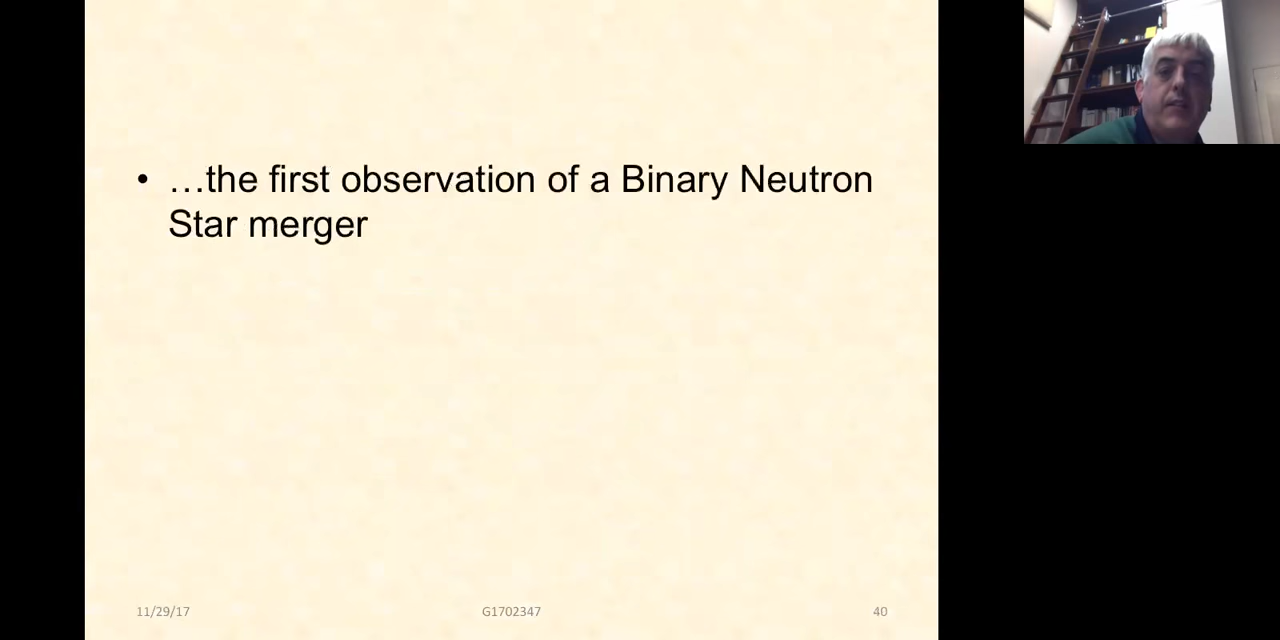 • …the first observation of a Binary Neutron
Star merger
11/29/17
G1702347
40